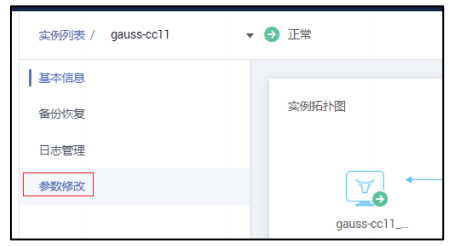 实例列表 / gauss-cc11 正常
基本信息
备份恢复
实例拓扑图
日志管理
参数修改
gauss-cc11_...